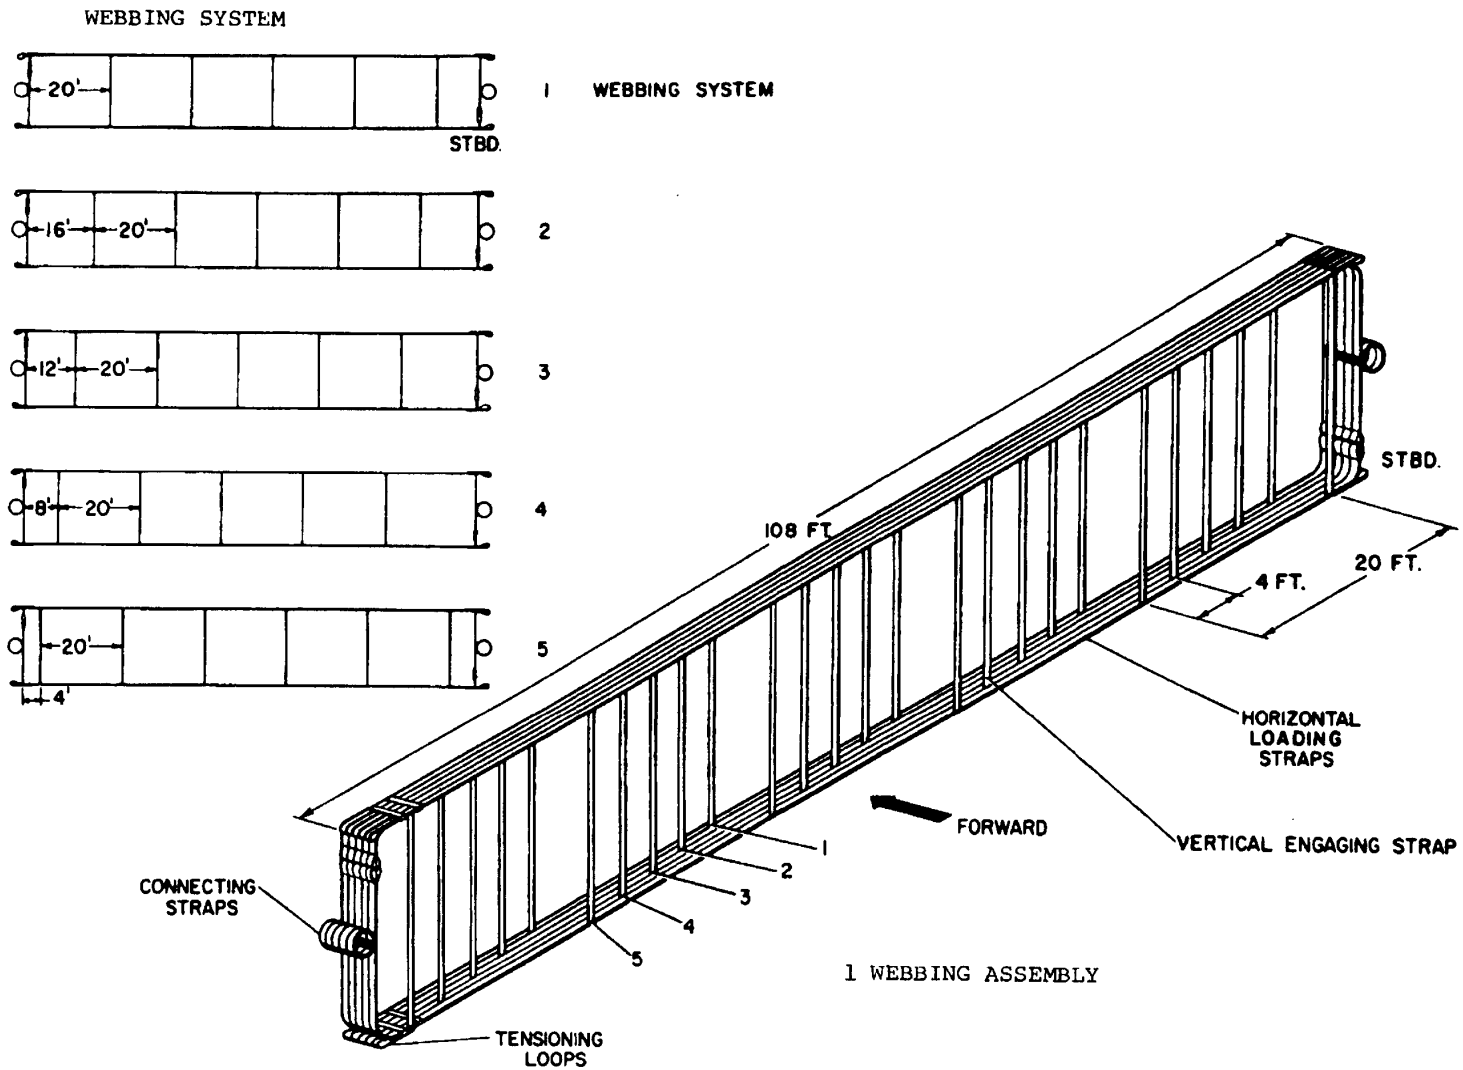 WEBBING SYSTEM
20'
1 WEBBING SYSTEM
STBD.
16' 20'
2
12' 20'
3
8' 20'
4
20'
5
4'
108 FT.
STBD.
20 FT.
4 FT.
HORIZONTAL
LOADING
STRAPS
VERTICAL ENGAGING STRAP
FORWARD
1
2
3
4
5
CONNECTING
STRAPS
TENSIONING
LOOPS
1 WEBBING ASSEMBLY